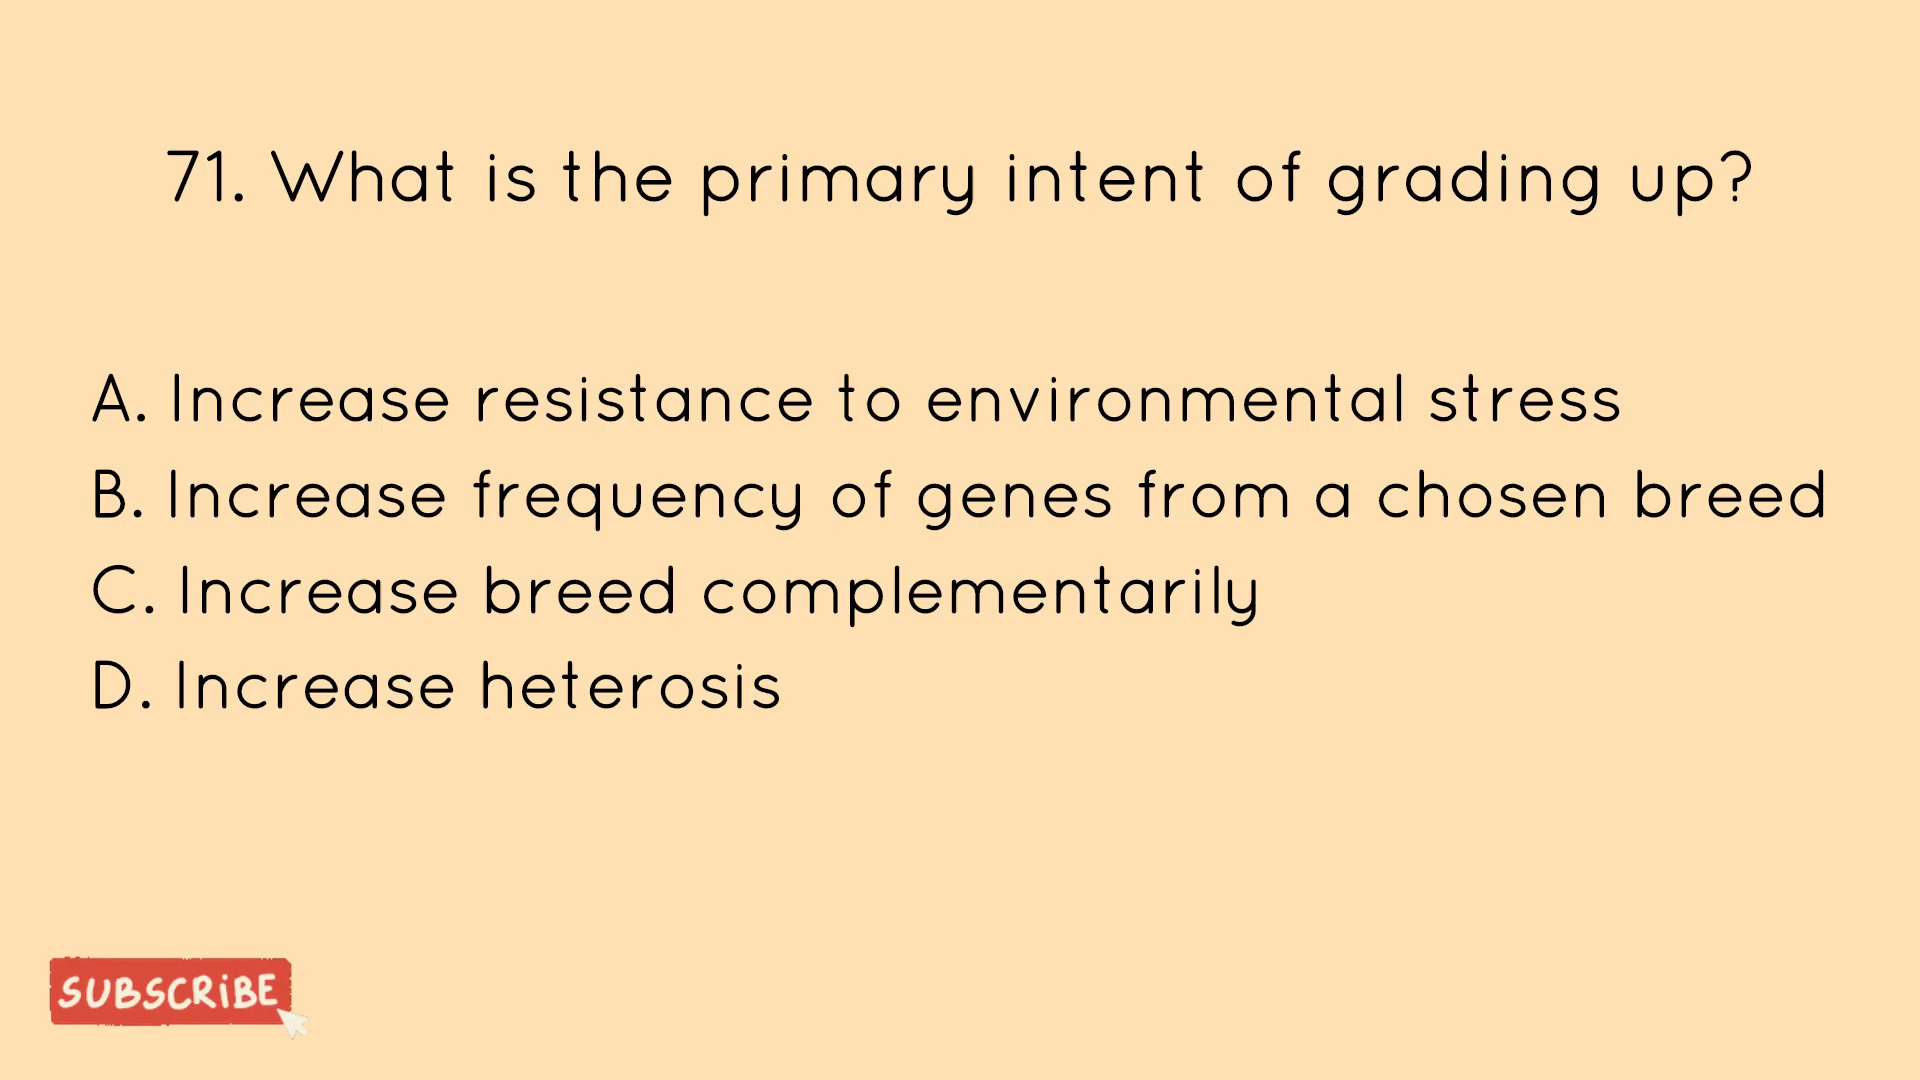 71. What is the primary intent of grading up?
A. Increase resistance to environmental stress
B. Increase frequency of genes from a chosen breed
C. Increase breed complementarily
D. Increase heterosis
SUBSCRiBE